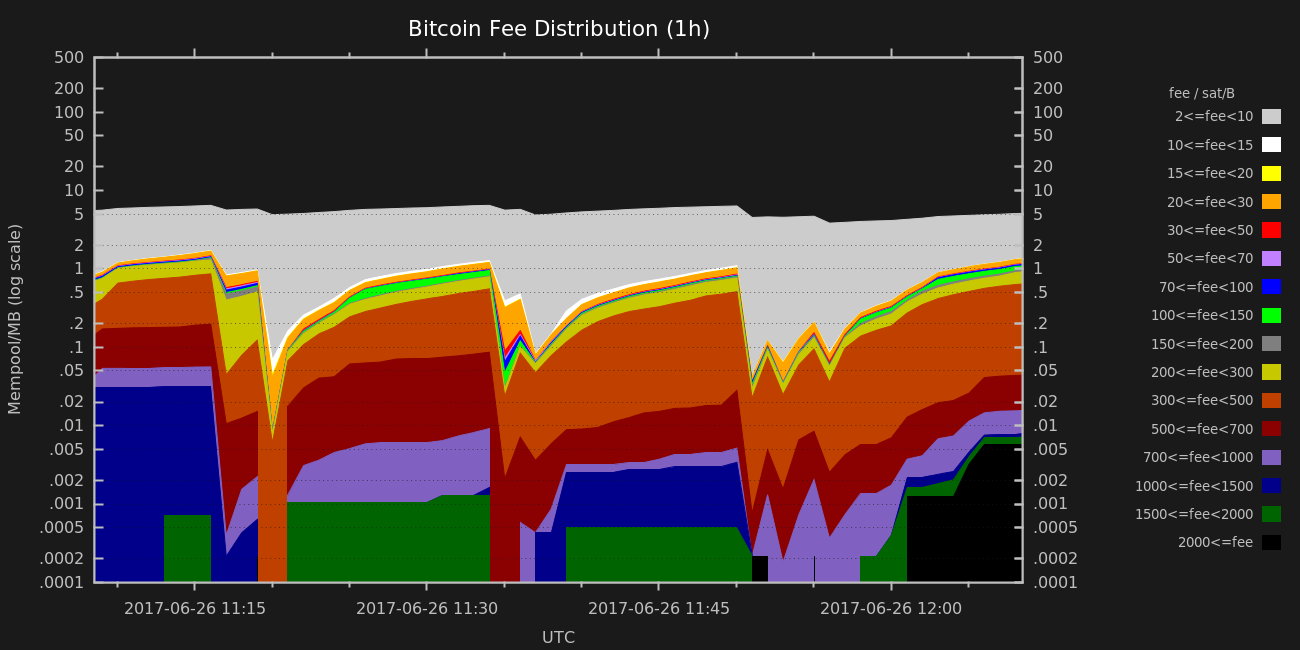 Bitcoin Fee Distribution (1h)
500 500
200 200
100 100
50 50
20 20
10 10
5 5
2 2
1 1
.5 .5
.2 .2
.1 .1
.05 .05
.02 .02
.01 .01
.005 .005
.002 .002
.001 .001
.0005 .0005
.0002 .0002
.0001 .0001
Mempool/MB (log scale)
2017-06-26 11:15 2017-06-26 11:30 2017-06-26 11:45 2017-06-26 12:00
UTC
fee / sat/B
2<=fee<10
10<=fee<15
15<=fee<20
20<=fee<30
30<=fee<50
50<=fee<70
70<=fee<100
100<=fee<150
150<=fee<200
200<=fee<300
300<=fee<500
500<=fee<700
700<=fee<1000
1000<=fee<1500
1500<=fee<2000
2000<=fee